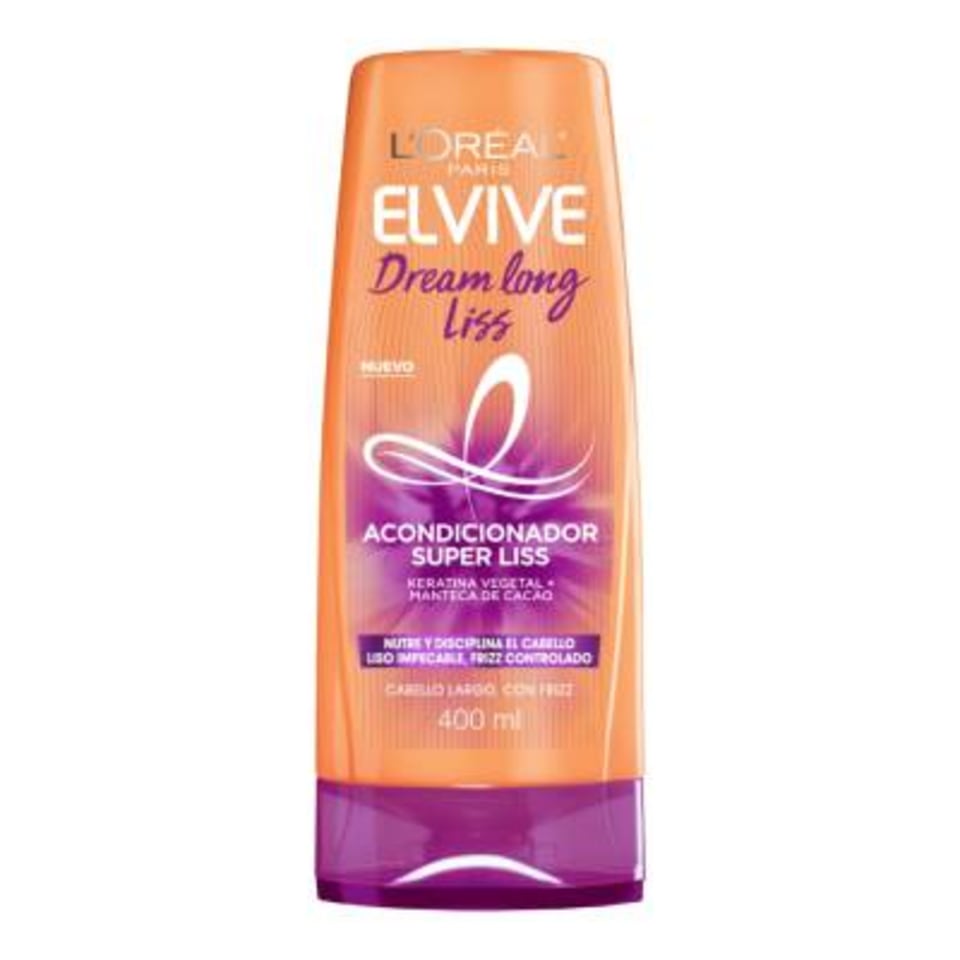 L'ORÉAL
PARIS
ELVIVE
Dream long
Liss
NUEVO
ACONDICIONADOR
SUPER LISS
KERATINA VEGETAL +
MANTECA DE CACAO
NUTRE Y DISCIPLINA EL CABELLO
LISO IMPECABLE, FRIZZ CONTROLADO
CABELLO LARGO, CON FRIZZ
400 ml